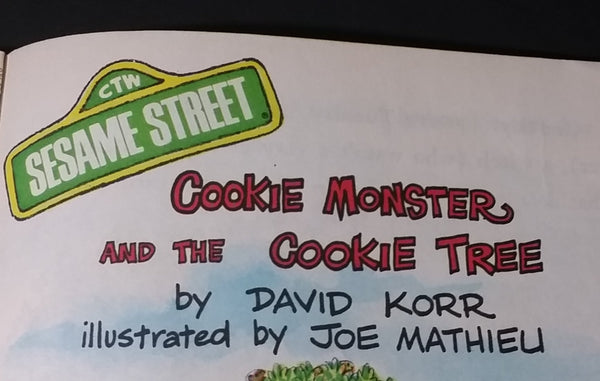 CTW
SESAME STREET
COOKIE MONSTER
AND THE COOKIE TREE
by DAVID KORR
illustrated by JOE MATHIEU